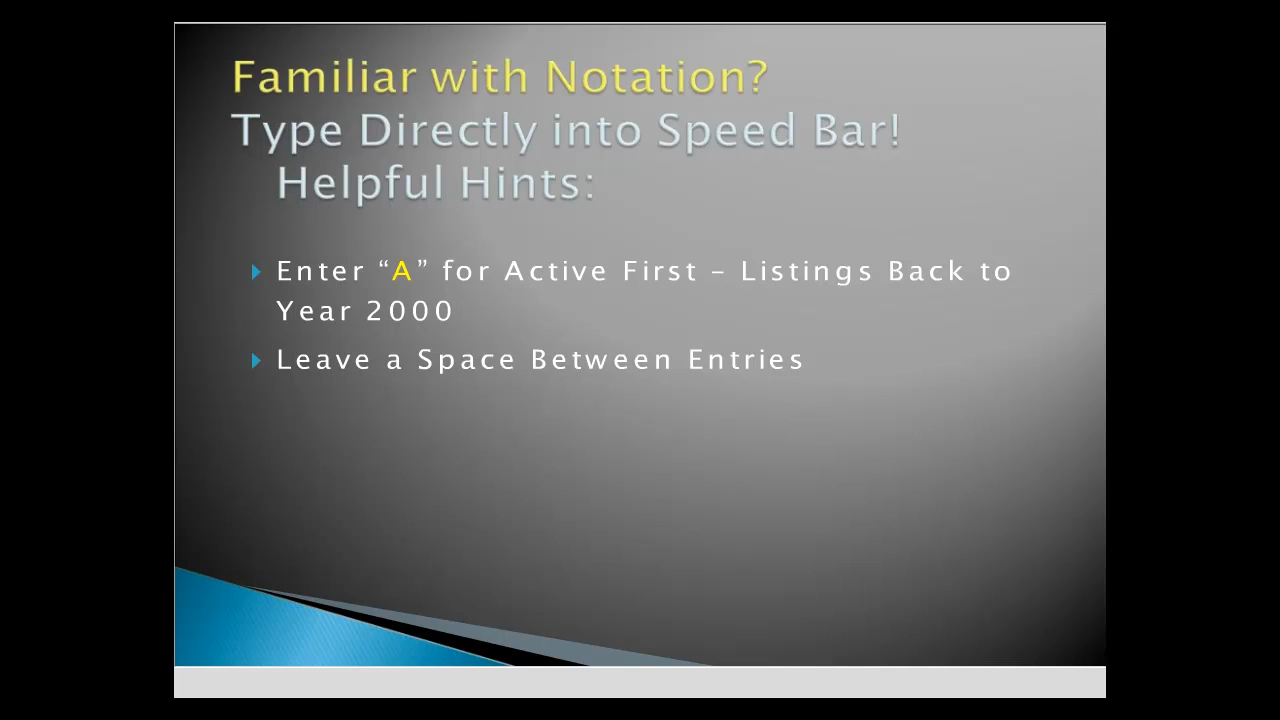 Familiar with Notation?
Type Directly into Speed Bar!
Helpful Hints:
Enter “A” for Active First – Listings Back to
Year 2000
Leave a Space Between Entries